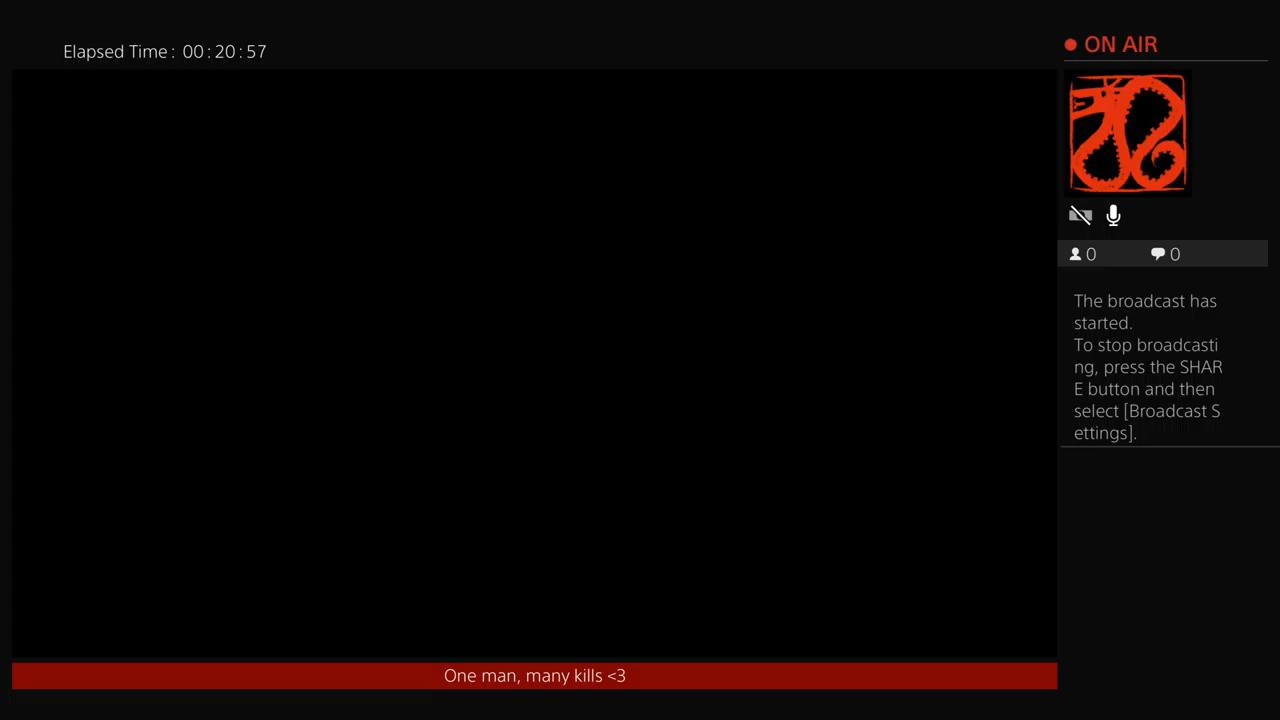 Elapsed Time : 00:20:57
ON AIR
0 0
The broadcast has
started.
To stop broadcasti
ng, press the SHAR
E button and then
select [Broadcast S
ettings].
One man, many kills <3